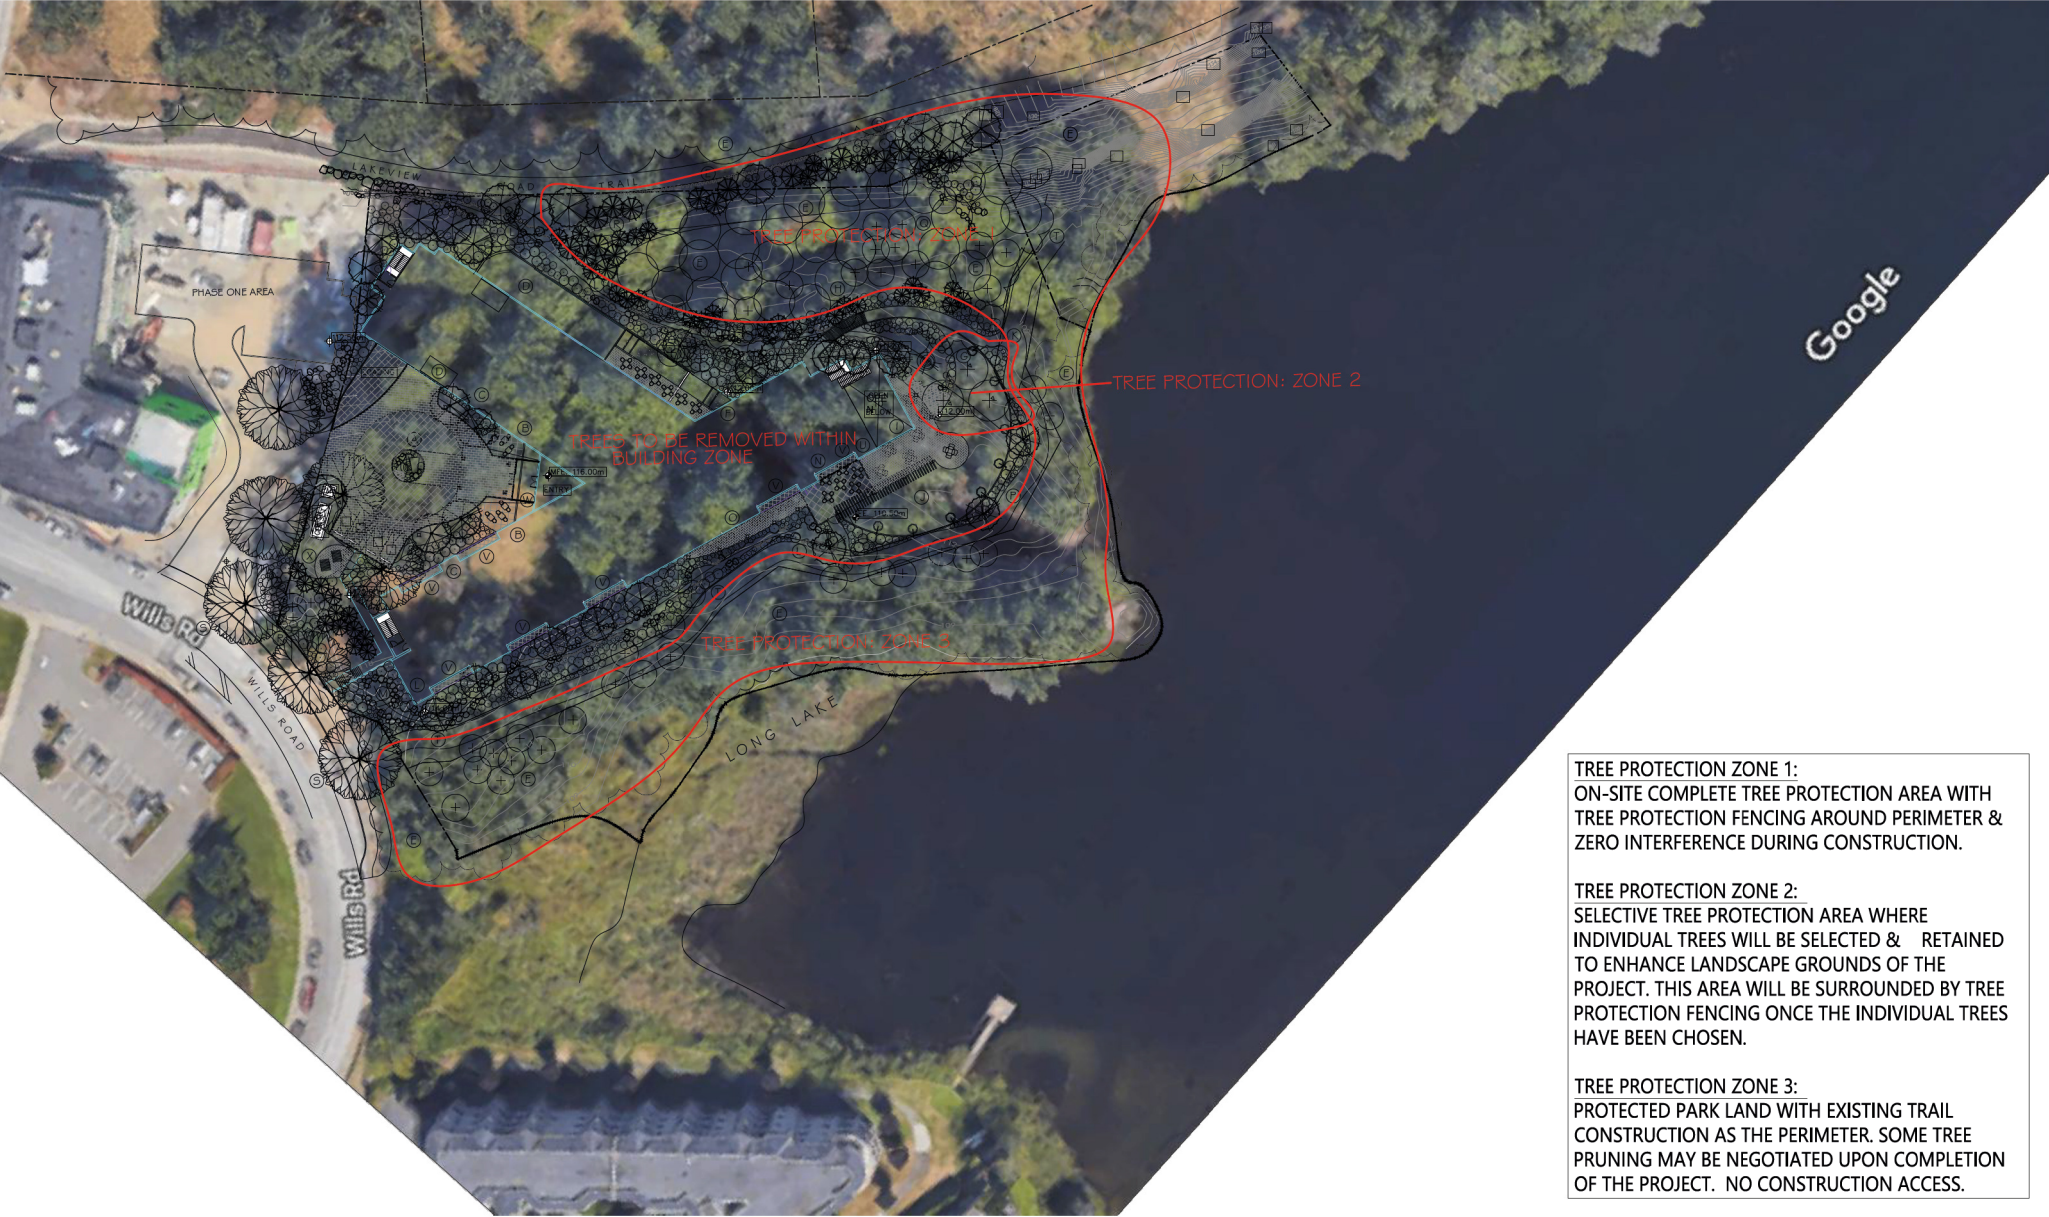 LAKEVIEW ROAD TRAIL
TREE PROTECTION: ZONE 1
PHASE ONE AREA
Google
TREE PROTECTION: ZONE 2
12.00m
TREES TO BE REMOVED WITHIN
BUILDING ZONE
MFE 116.00m
ENTRY
Wills Rd
TREE PROTECTION: ZONE 3
WILLS ROAD
LONG LAKE
Wills Rd
TREE PROTECTION ZONE 1:
ON-SITE COMPLETE TREE PROTECTION AREA WITH
TREE PROTECTION FENCING AROUND PERIMETER &
ZERO INTERFERENCE DURING CONSTRUCTION.
TREE PROTECTION ZONE 2:
SELECTIVE TREE PROTECTION AREA WHERE
INDIVIDUAL TREES WILL BE SELECTED & RETAINED
TO ENHANCE LANDSCAPE GROUNDS OF THE
PROJECT. THIS AREA WILL BE SURROUNDED BY TREE
PROTECTION FENCING ONCE THE INDIVIDUAL TREES
HAVE BEEN CHOSEN.
TREE PROTECTION ZONE 3:
PROTECTED PARK LAND WITH EXISTING TRAIL
CONSTRUCTION AS THE PERIMETER. SOME TREE
PRUNING MAY BE NEGOTIATED UPON COMPLETION
OF THE PROJECT. NO CONSTRUCTION ACCESS.